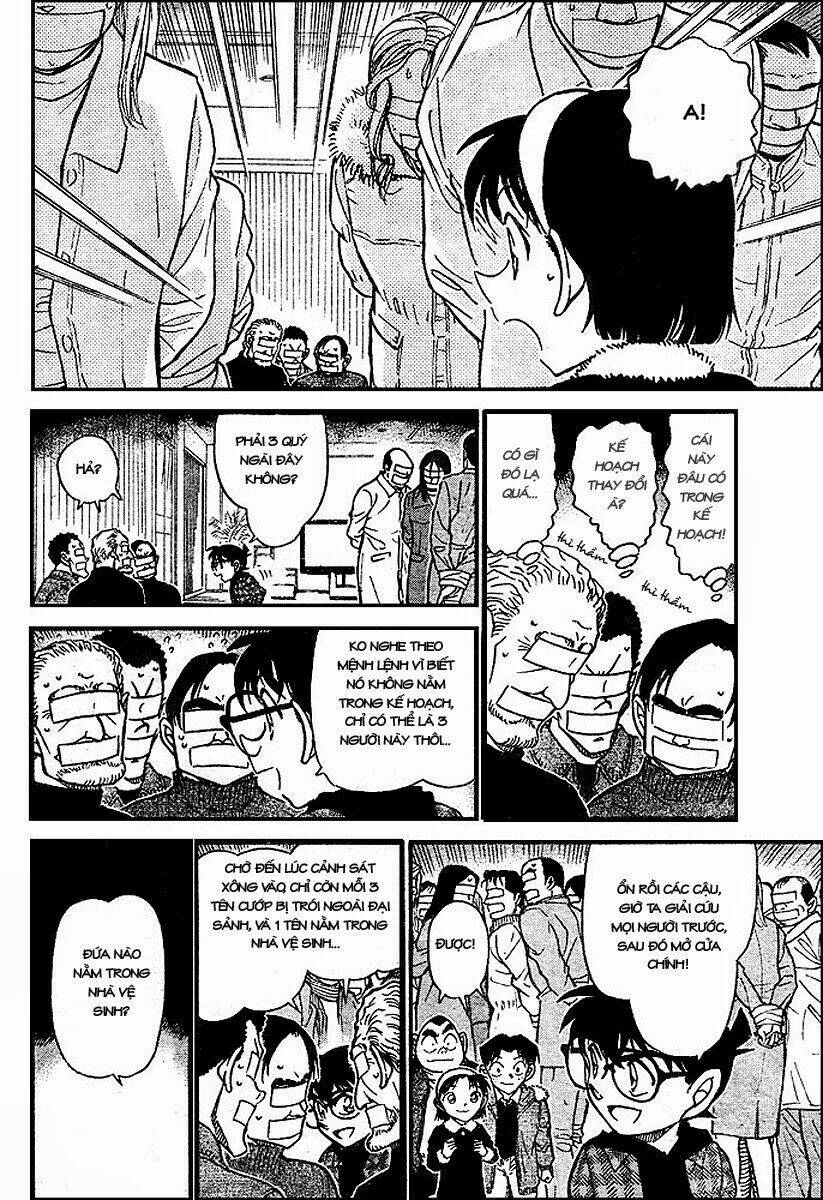 A!
CÁI
NÀY
ĐÂU CÓ
TRONG
KẾ
HOẠCH!
KẾ
HOẠCH
THAY ĐỔI
À?
CÓ GÌ
ĐÓ LẠ
QUÁ...
thì thầm
thì thầm
PHẢI 3 QUÝ
NGÀI ĐÂY
KHÔNG?
HẢ?
KO NGHE THEO
MỆNH LỆNH VÌ BIẾT
NÓ KHÔNG NẰM
TRONG KẾ HOẠCH,
CHỈ CÓ THỂ LÀ 3
NGƯỜI NÀY THÔI...
ỔN RỒI CÁC CẬU,
GIỜ TA GIẢI CỨU
MỌI NGƯỜI TRƯỚC,
SAU ĐÓ MỞ CỬA
CHÍNH!
ĐƯỢC!
CHỜ ĐẾN LÚC CẢNH SÁT
XÔNG VÀO, CHỈ CÒN MỖI 3
TÊN CƯỚP BỊ TRÓI NGOÀI ĐẠI
SẢNH, VÀ 1 TÊN NẰM TRONG
NHÀ VỆ SINH...
ĐỨA NÀO
NẰM TRONG
NHÀ VỆ
SINH?